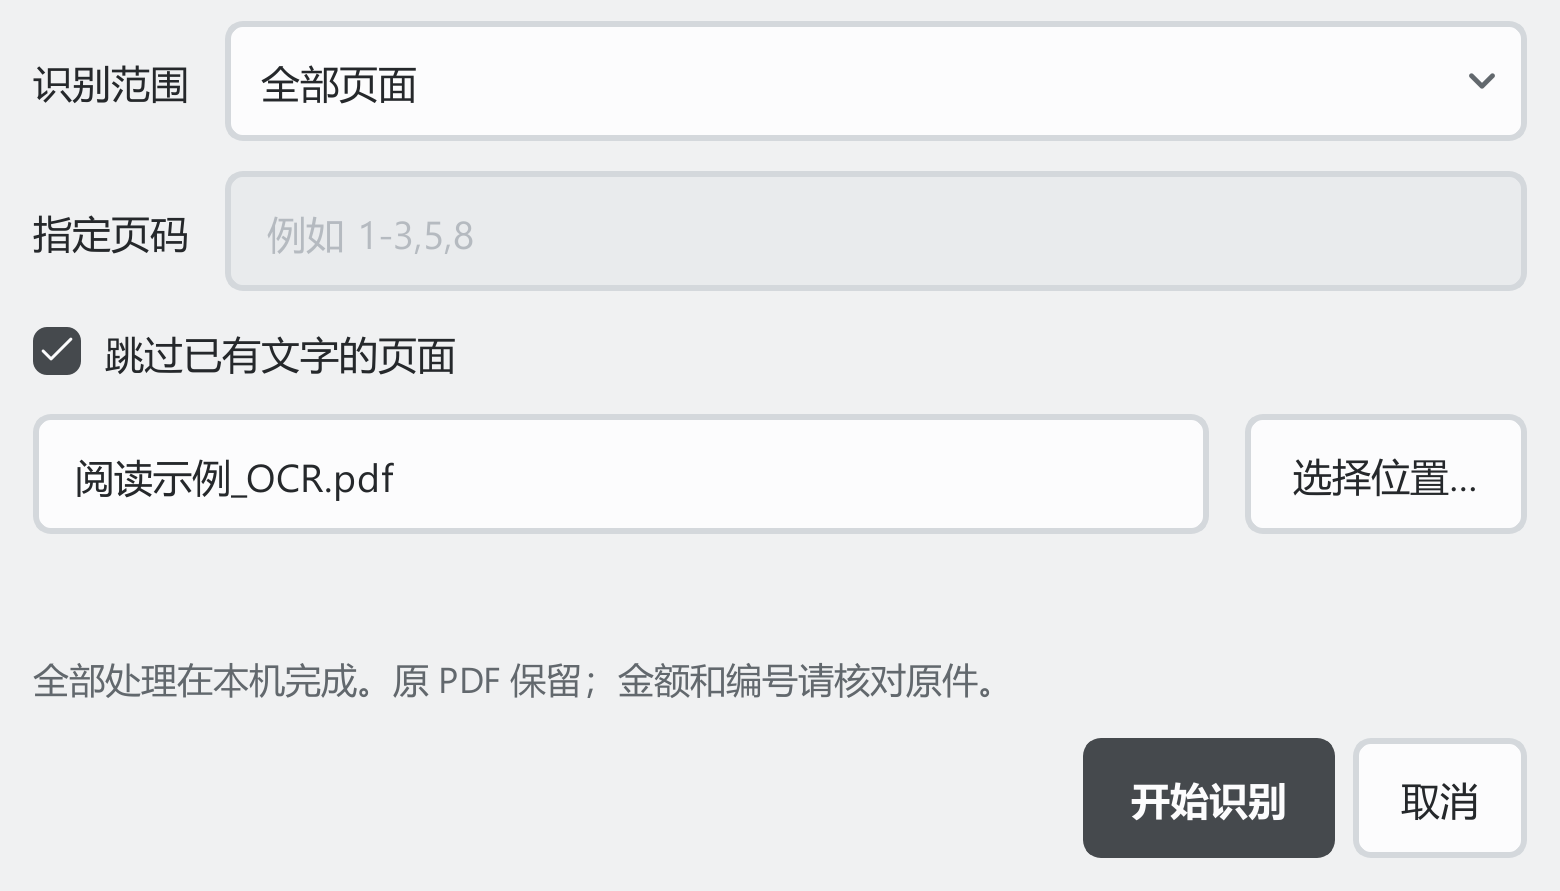 识别范围 全部页面
指定页码 例如 1-3,5,8
跳过已有文字的页面
阅读示例_OCR.pdf 选择位置...
全部处理在本机完成。原 PDF 保留；金额和编号请核对原件。
开始识别 取消